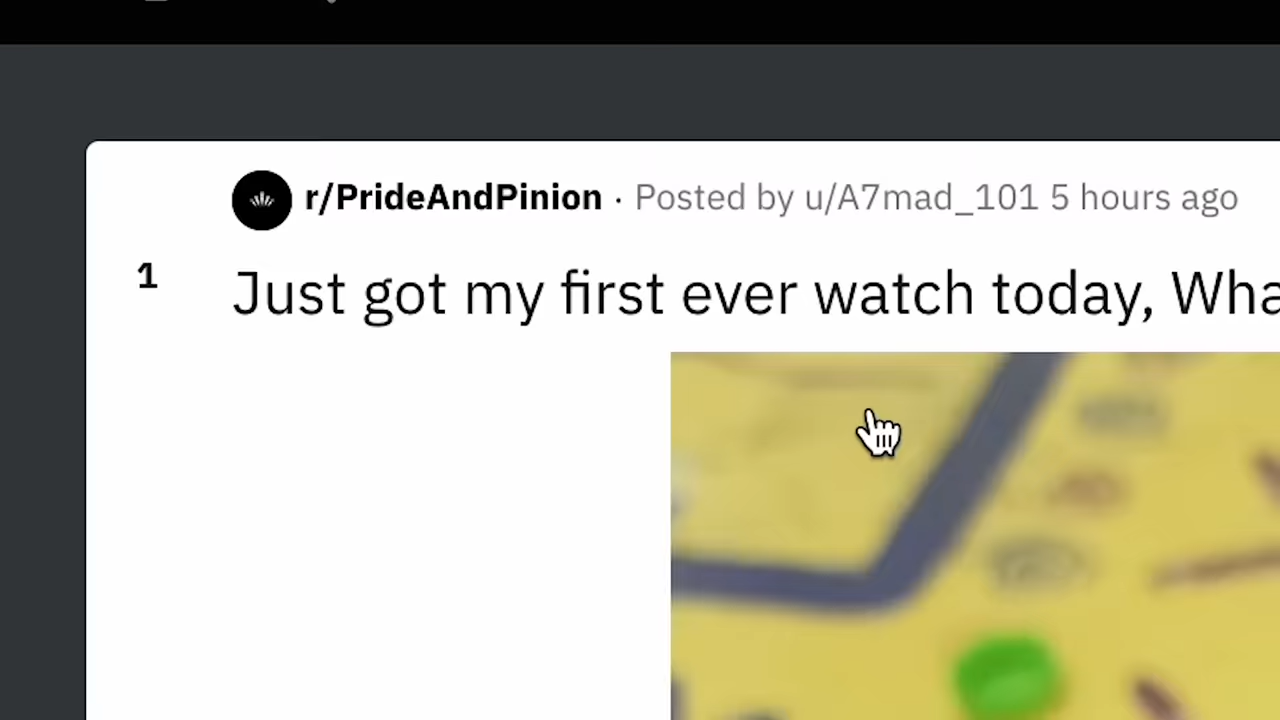 r/PrideAndPinion · Posted by u/A7mad_101 5 hours ago
1
Just got my first ever watch today, Wha